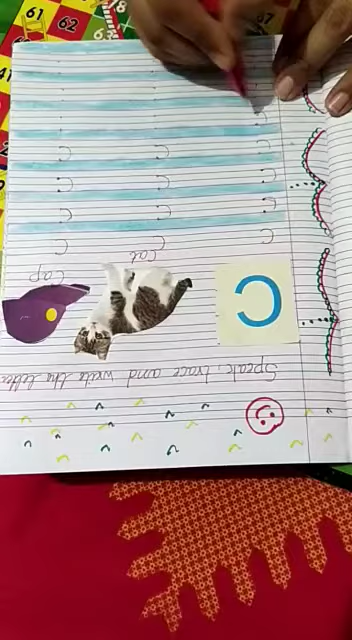 Speak, trace and write the letter
C
Cap
Cat
C C C
C C C
C C C
C C C
61